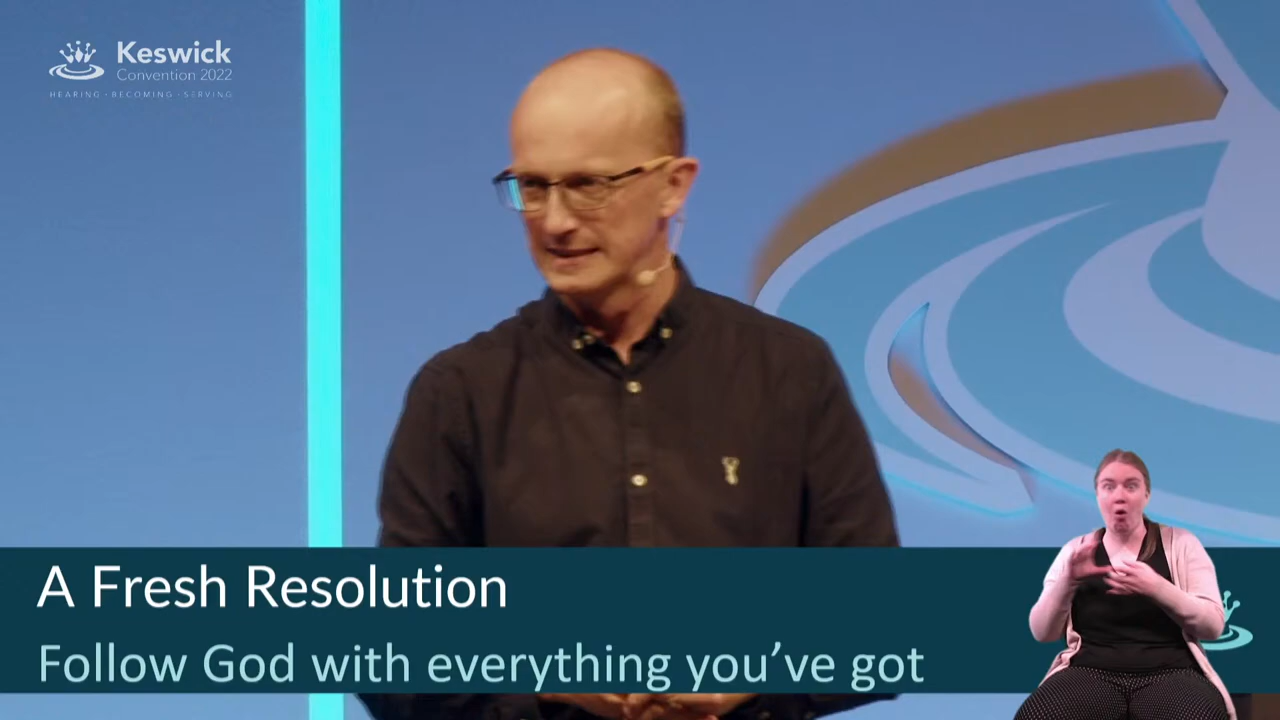 Keswick
Convention 2022
HEARING · BECOMING · SERVING
A Fresh Resolution
Follow God with everything you've got